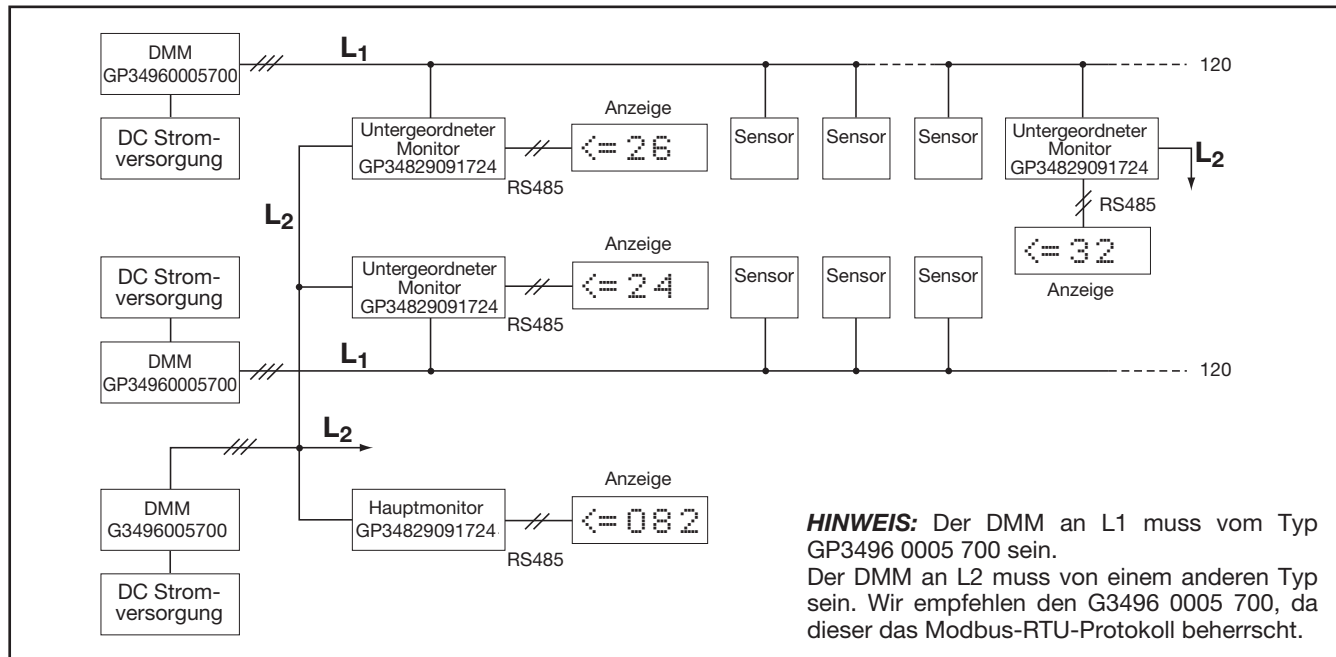 DMM
GP34960005700
L1
120
DC Strom-
versorgung
Untergeordneter
Monitor
GP34829091724
RS485
Anzeige
<=26
Sensor
Sensor
Sensor
Untergeordneter
Monitor
GP34829091724
L2
RS485
<=32
Anzeige
L2
DC Strom-
versorgung
DMM
GP34960005700
Untergeordneter
Monitor
GP34829091724
RS485
Anzeige
<=24
Sensor
Sensor
Sensor
L1
120
L2
DMM
G3496005700
DC Strom-
versorgung
Hauptmonitor
GP34829091724
RS485
Anzeige
<=082
HINWEIS: Der DMM an L1 muss vom Typ
GP3496 0005 700 sein.
Der DMM an L2 muss von einem anderen Typ
sein. Wir empfehlen den G3496 0005 700, da
dieser das Modbus-RTU-Protokoll beherrscht.